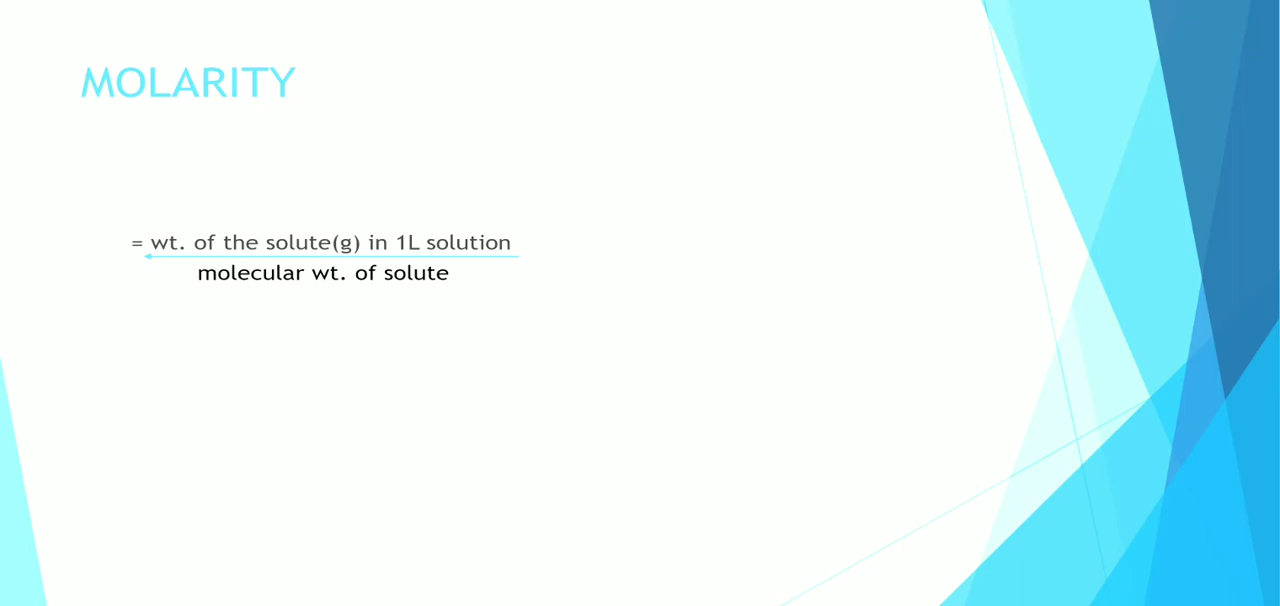 MOLARITY
= wt. of the solute(g) in 1L solution
molecular wt. of solute